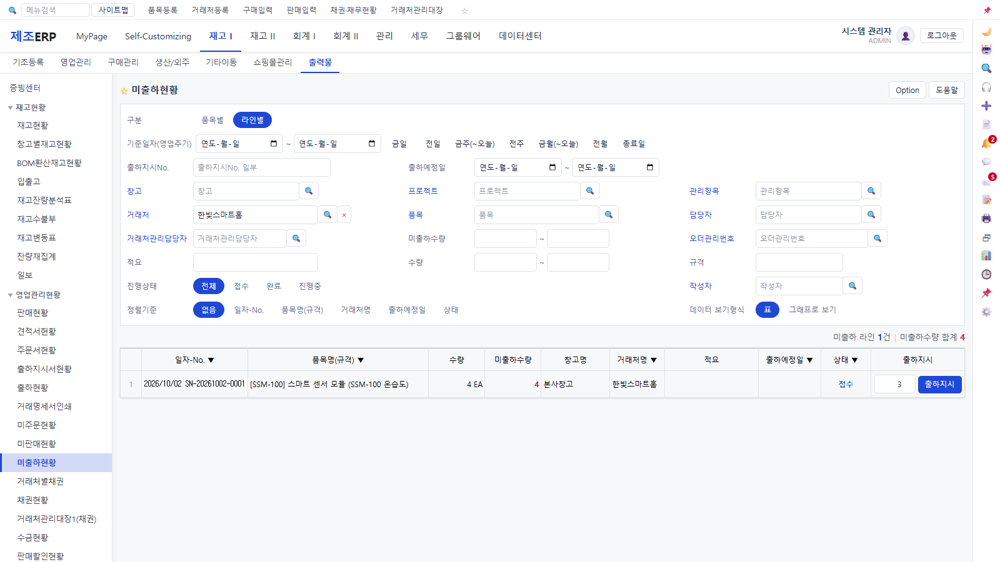 메뉴검색 사이트맵 품목등록 거래처등록 구매입력 판매입력 채권·채무현황 거래처관리대장 ☆
제조ERP MyPage Self-Customizing 재고 I 재고 II 회계 I 회계 II 관리 세무 그룹웨어 데이터센터 시스템 관리자 ADMIN 로그아웃
기초등록 영업관리 구매관리 생산/외주 기타이동 쇼핑몰관리 출력물
증빙센터
▼ 재고현황
재고현황
창고별재고현황
BOM환산재고현황
입출고
재고잔량분석표
재고수불부
재고변동표
잔량재집계
일보
▼ 영업관리현황
판매현황
견적서현황
주문서현황
출하지시서현황
출하현황
거래명세서인쇄
미주문현황
미판매현황
미출하현황
거래처별채권
채권현황
거래처관리대장1(채권)
수금현황
판매할인현황
☆ 미출하현황 Option 도움말
구분 품목별 라인별
기준일자(영업주기) 연도-월-일 ~ 연도-월-일 금일 전일 금주(~오늘) 전주 금월(~오늘) 전월 종료일
출하지시No. 출하지시No. 일부 출하예정일 연도-월-일 ~ 연도-월-일
창고 창고 프로젝트 프로젝트 관리항목 관리항목
거래처 한빛스마트홈 × 품목 품목 담당자 담당자
거래처관리담당자 거래처관리담당자 미출하수량 ~ 오더관리번호 오더관리번호
적요 수량 ~ 규격
진행상태 전체 접수 완료 진행중 작성자 작성자
정렬기준 없음 일자-No. 품목명(규격) 거래처명 출하예정일 상태 데이터 보기형식 표 그래프로 보기
미출하 라인 1건 | 미출하수량 합계 4
일자-No. ▼ 품목명(규격) ▼ 수량 미출하수량 창고명 거래처명 ▼ 적요 출하예정일 ▼ 상태 ▼ 출하지시
1 2026/10/02 SN-20261002-0001 [SSM-100] 스마트 센서 모듈 (SSM-100 온습도) 4 EA 4 본사창고 한빛스마트홈 접수 3 출하지시
2
5